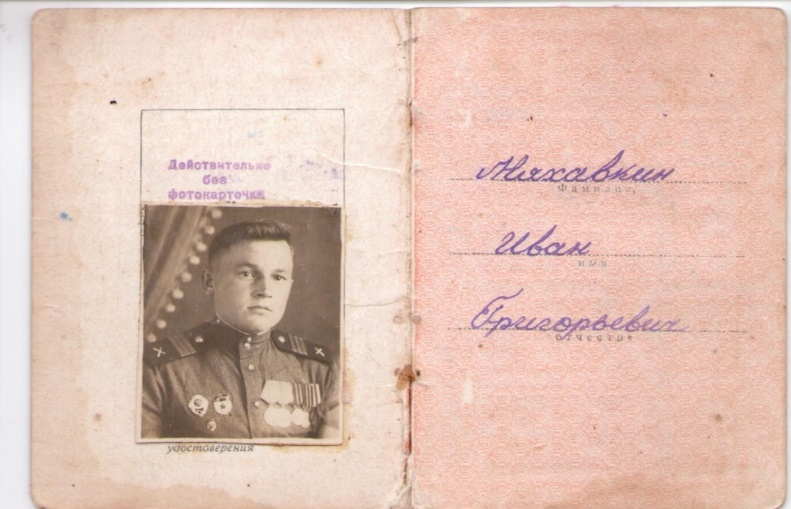 Действительно
без
фотокарточки
удостоверения
Мяхавкин
Фамилия,
Иван
имя
Григорьевич
отчество